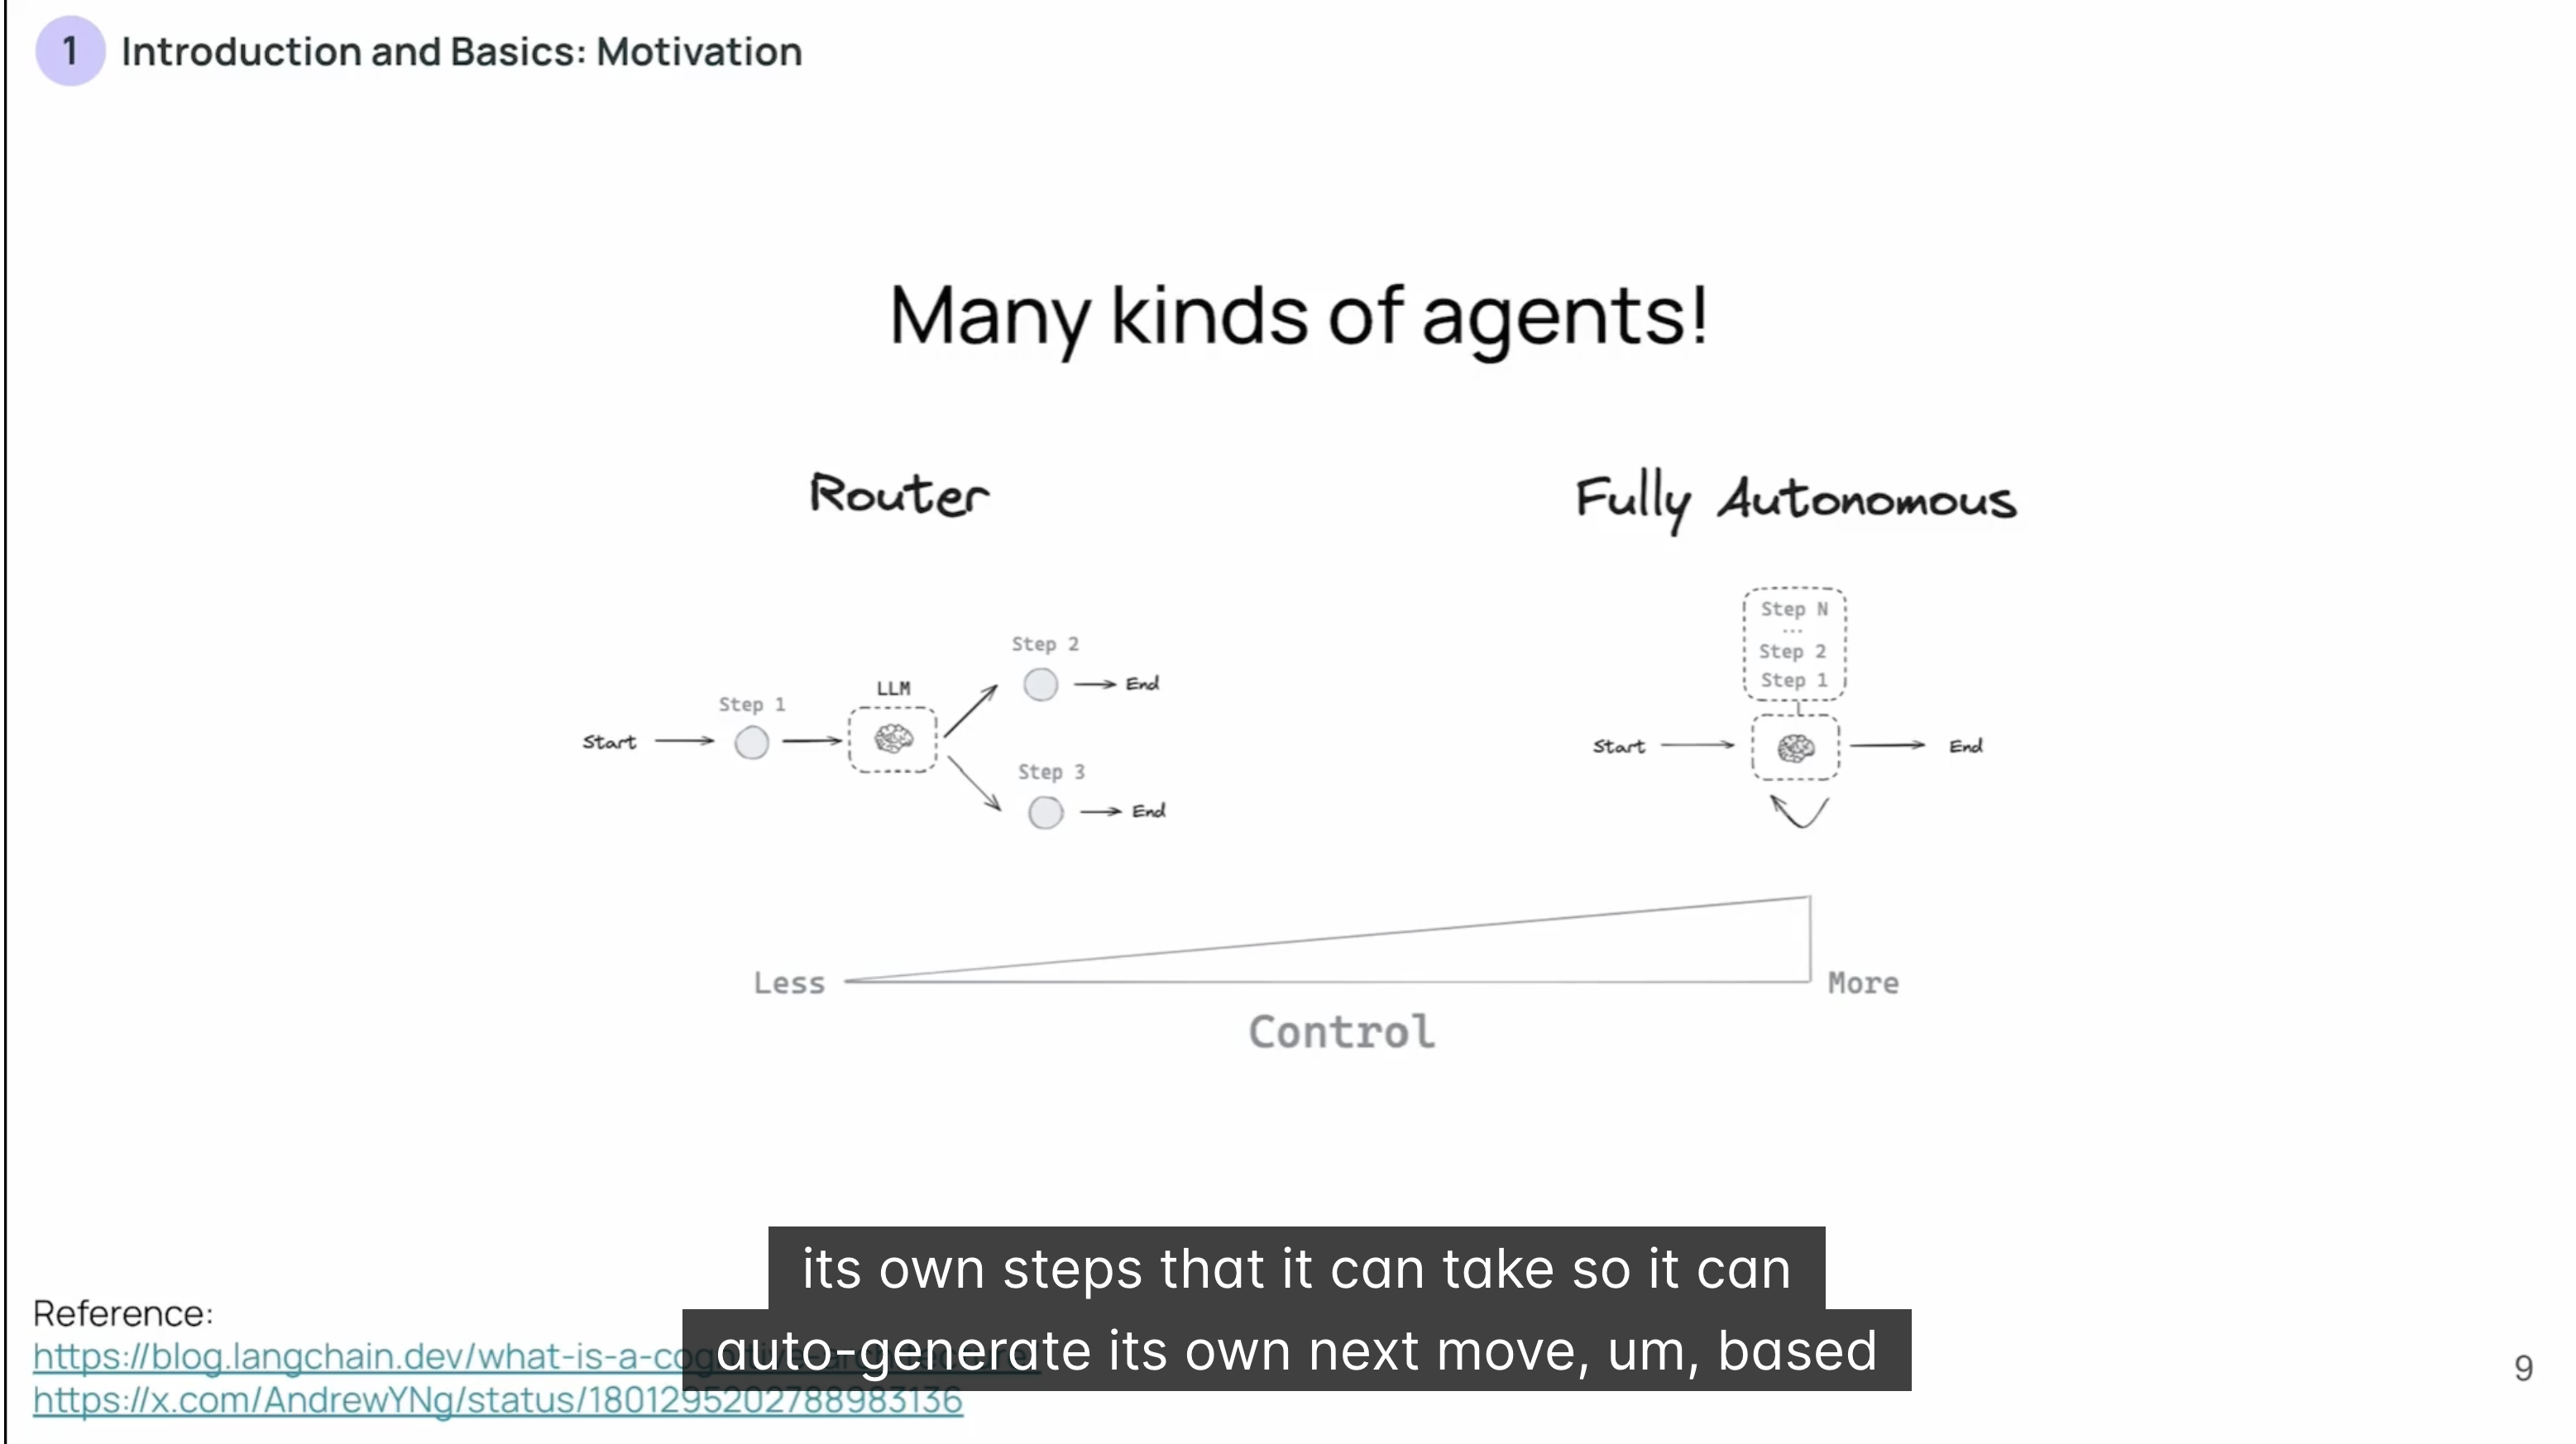 1 Introduction and Basics: Motivation
Many kinds of agents!
Router
Fully Autonomous
Start
Step 1
LLM
Step 2
End
Step 3
End
Step N
...
Step 2
Step 1
Start
End
Less
More
Control
its own steps that it can take so it can
auto-generate its own next move, um, based
Reference:
https://blog.langchain.dev/what-is-a-cognitive-architecture/
https://x.com/AndrewYNg/status/1801295202788983136
9